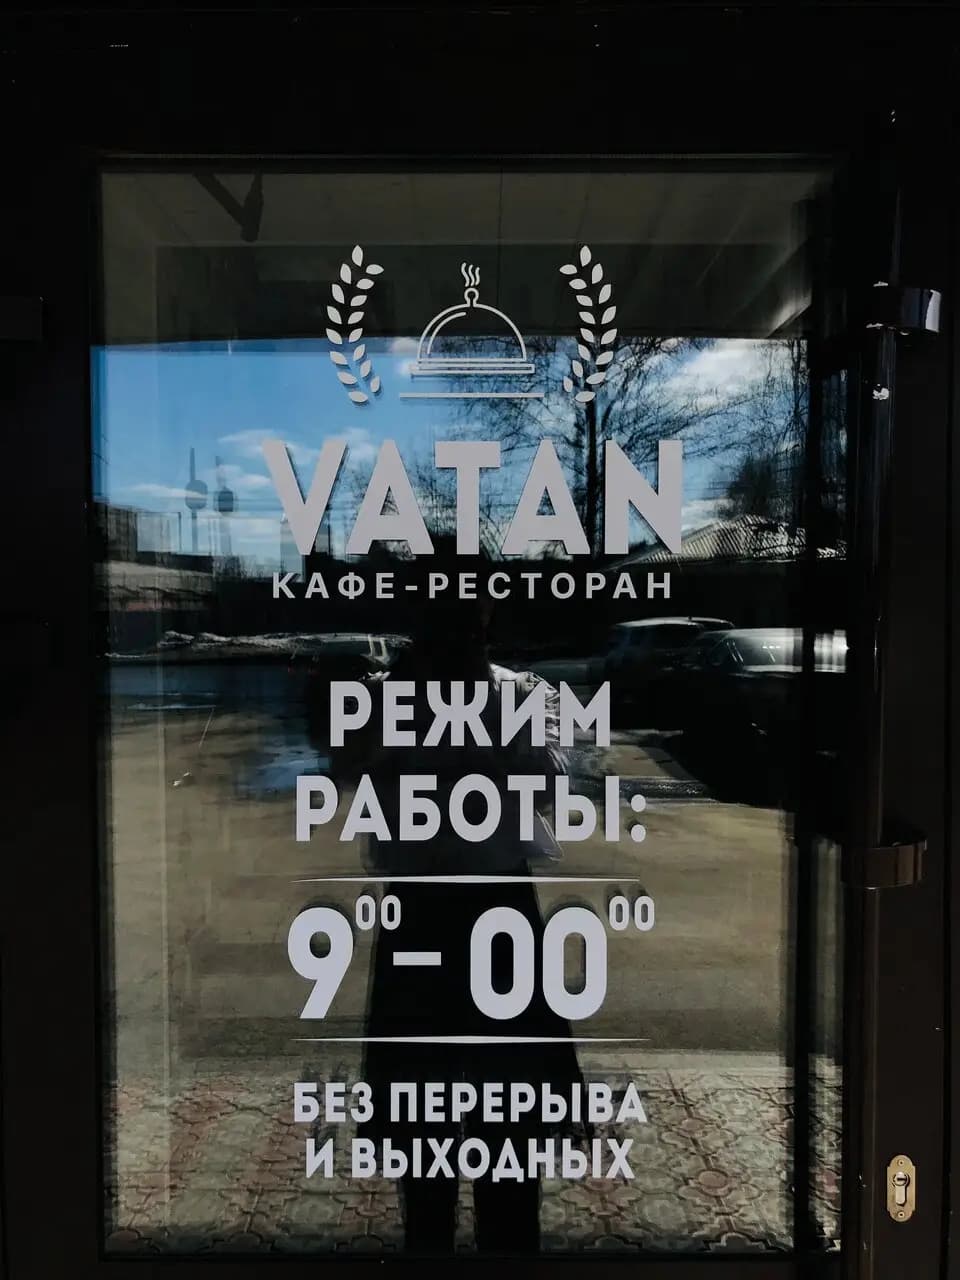 VATAN
КАФЕ-РЕСТОРАН
РЕЖИМ
РАБОТЫ:
9⁰⁰ – 00⁰⁰
БЕЗ ПЕРЕРЫВА
И ВЫХОДНЫХ